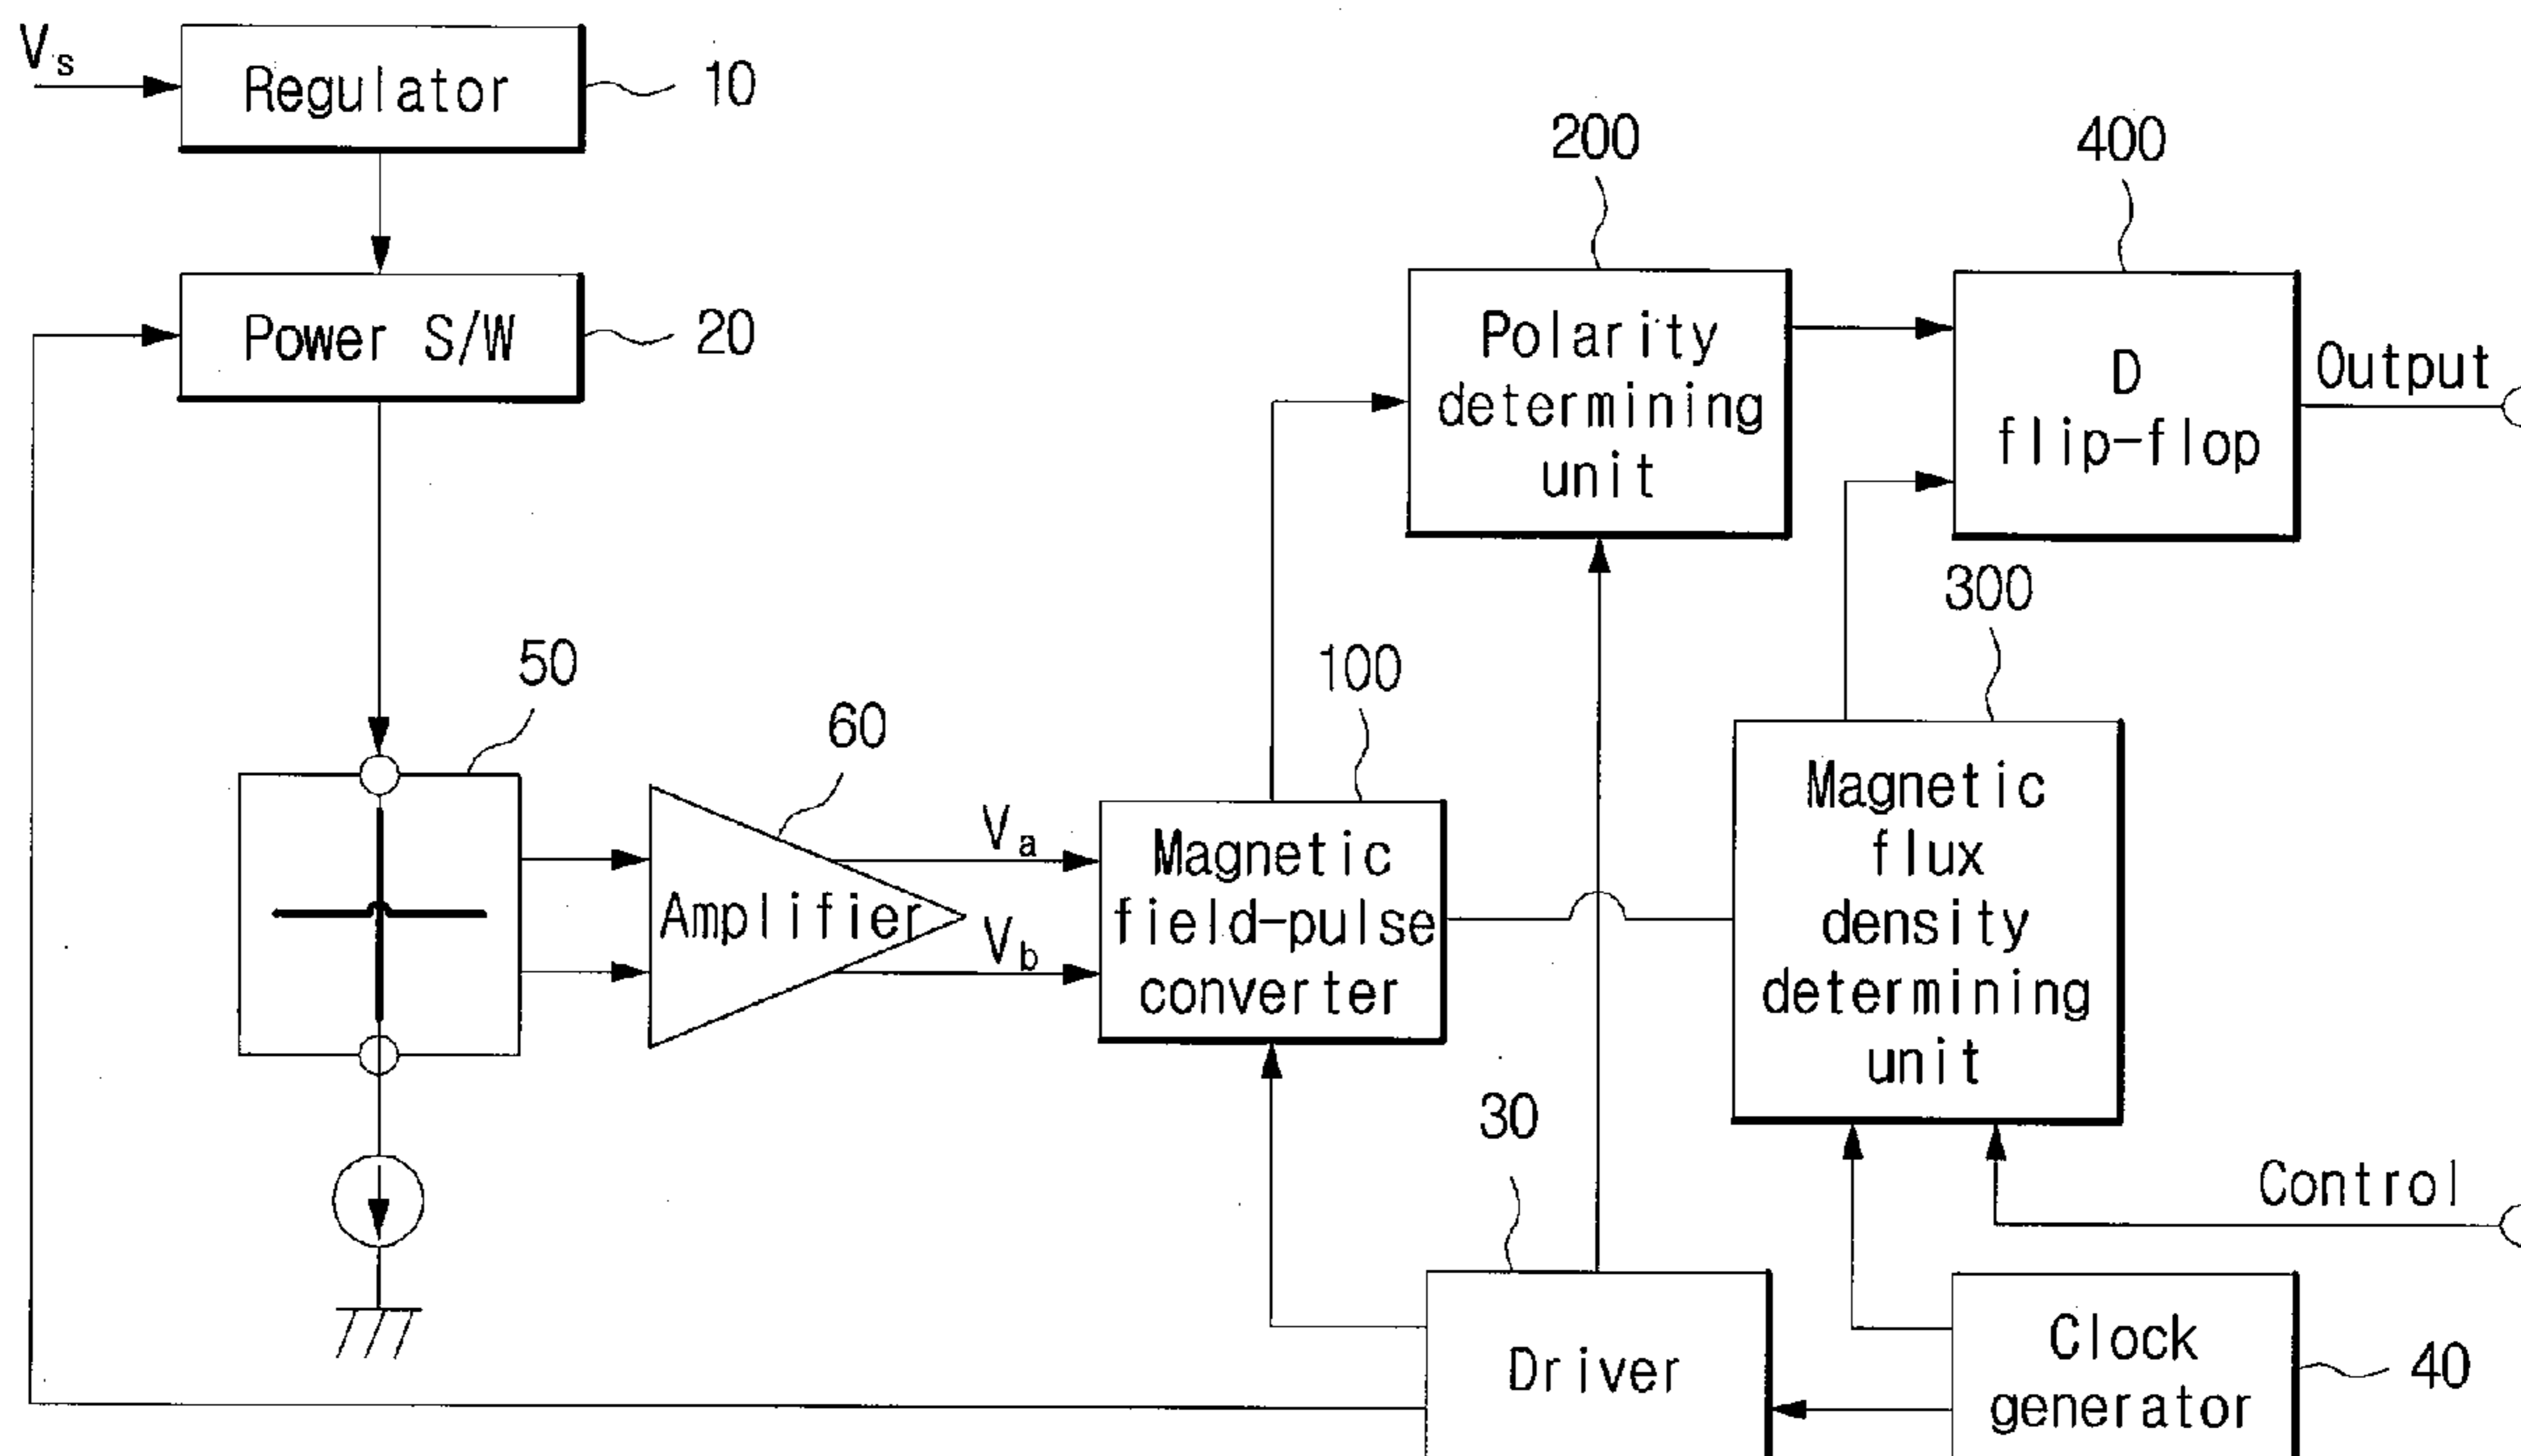 Vs
Regulator
10
200
400
Power S/W
20
Polarity
determining
unit
D
flip-flop
Output
300
50
60
100
Va
Vb
Amplifier
Magnetic
field-pulse
converter
Magnetic
flux
density
determining
unit
30
Control
Driver
Clock
generator
40